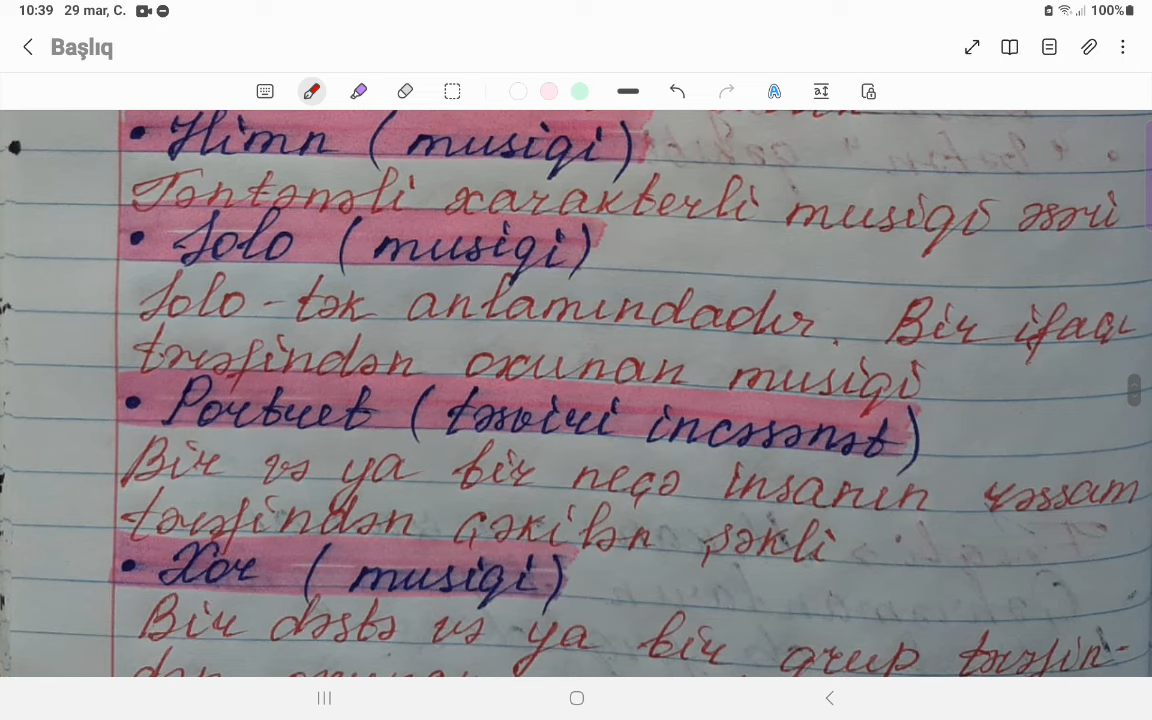 10:39 29 mar, C. 100%
Başlıq
• Himn (musiqi)
Təntənəli xarakterli musiqi əsəri
• Solo (musiqi)
Solo-tək anlamındadır. Bir ifaçı
tərəfindən oxunan musiqi
• Portret (təsviri incəsənət)
Bir və ya bir neçə insanın rəssam
tərəfindən çəkilən şəkli
• Xor (musiqi)
Bir dəstə və ya bir qrup tərəfin-
dən oxunan